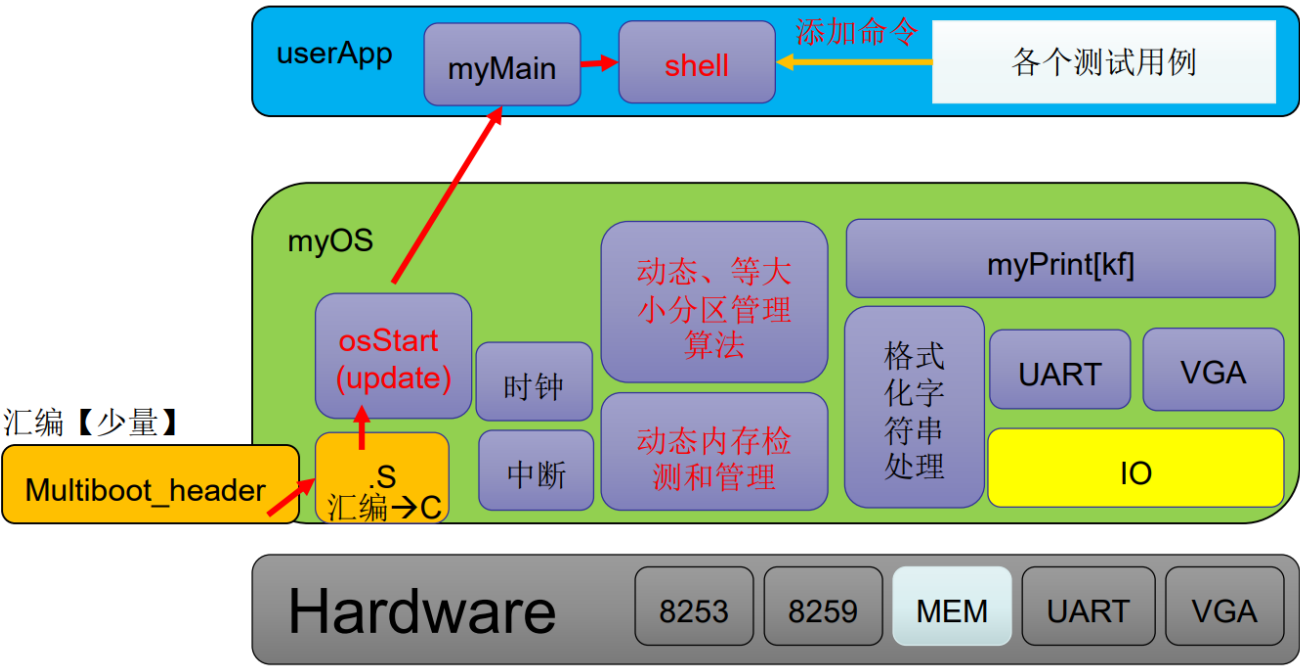 userApp
myMain
shell
添加命令
各个测试用例
myOS
osStart
(update)
时钟
中断
动态、等大
小分区管理
算法
动态内存检
测和管理
myPrint[kf]
格式
化字
符串
处理
UART
VGA
IO
汇编【少量】
Multiboot_header
.S
汇编→C
Hardware
8253
8259
MEM
UART
VGA